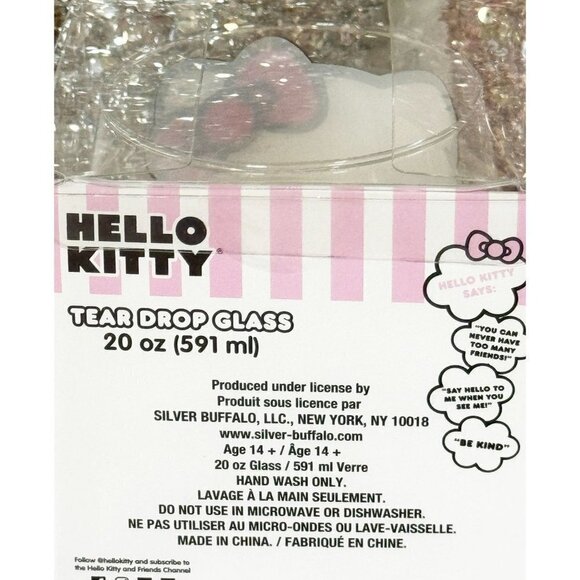 HELLO
KITTY®
TEAR DROP GLASS
20 oz (591 ml)
HELLO KITTY
SAYS:
"YOU CAN
NEVER HAVE
TOO MANY
FRIENDS!"
"SAY HELLO TO
ME WHEN YOU
SEE ME!"
"BE KIND"
Produced under license by
Produit sous licence par
SILVER BUFFALO, LLC., NEW YORK, NY 10018
www.silver-buffalo.com
Age 14 + / Âge 14 +
20 oz Glass / 591 ml Verre
HAND WASH ONLY.
LAVAGE À LA MAIN SEULEMENT.
DO NOT USE IN MICROWAVE OR DISHWASHER.
NE PAS UTILISER AU MICRO-ONDES OU LAVE-VAISSELLE.
MADE IN CHINA. / FABRIQUÉ EN CHINE.
Follow @hellokitty and subscribe to
the Hello Kitty and Friends Channel